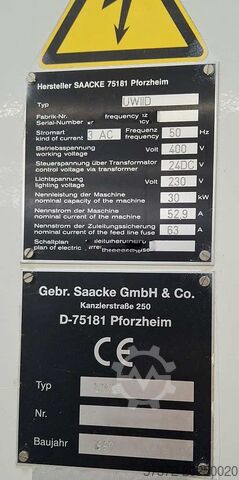 Hersteller SAACKE 75181 Pforzheim
Typ UWIID
Fabrik-Nr. frequency
Serial-Number
Stromart Frequenz
kind of current 3 AC frequency 50 Hz
Betriebsspannung
working voltage Volt 400 V
Steuerspannung über Transformator
control voltage via transformer 24DC V
Lichtspannung
lighting voltage Volt 230 V
Nennleistung der Maschine
nominal capacity of the machine 30 kW
Nennstrom der Maschine
nominal current of the machine 52,9 A
Nennstrom der Zuleitungssicherung
nominal current of the feed line fuse 63 A
Schaltplan
Gebr. Saacke GmbH & Co.
Kanzlerstraße 250
D-75181 Pforzheim
CE
Typ
Nr.
Baujahr